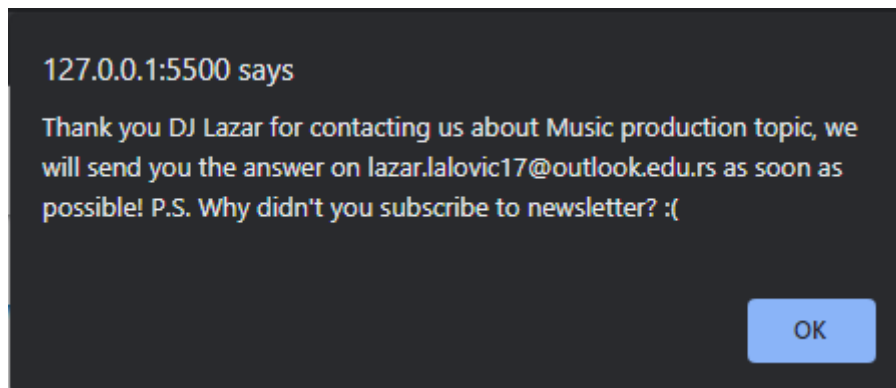 127.0.0.1:5500 says
Thank you DJ Lazar for contacting us about Music production topic, we
will send you the answer on lazar.lalovic17@outlook.edu.rs as soon as
possible! P.S. Why didn't you subscribe to newsletter? :(
OK